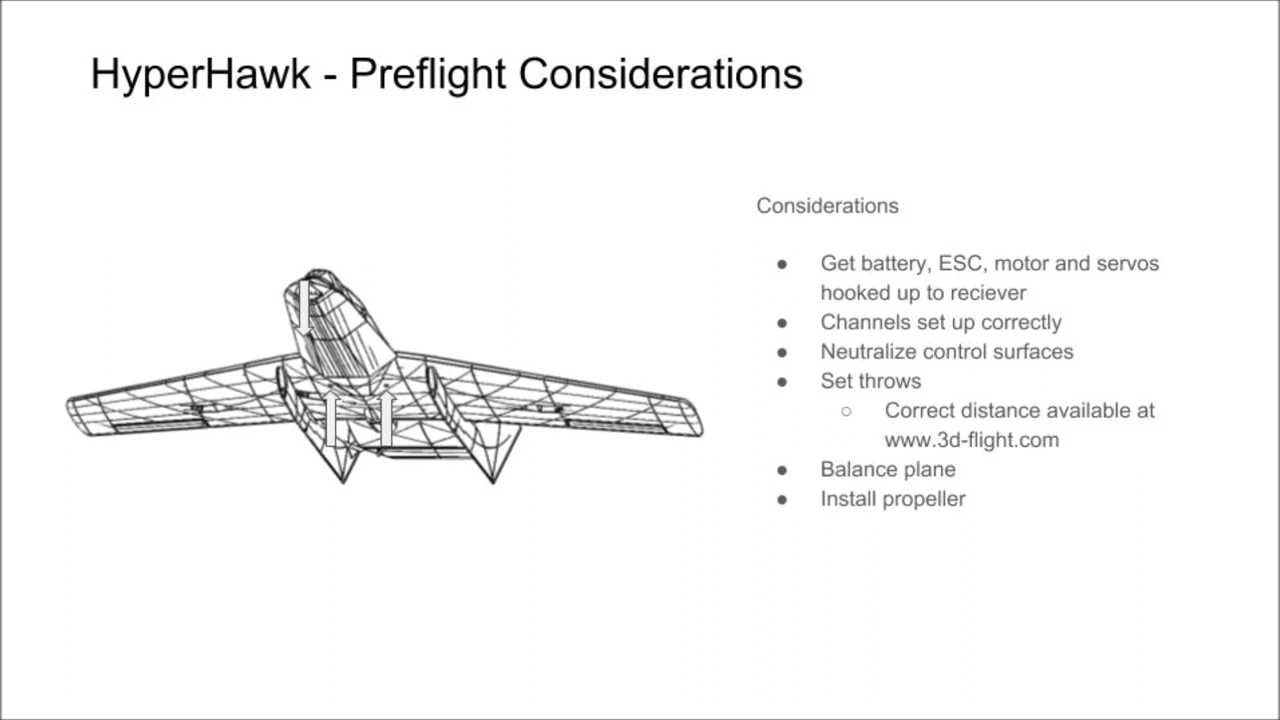 HyperHawk - Preflight Considerations
Considerations
● Get battery, ESC, motor and servos
hooked up to reciever
● Channels set up correctly
● Neutralize control surfaces
● Set throws
○ Correct distance available at
www.3d-flight.com
● Balance plane
● Install propeller